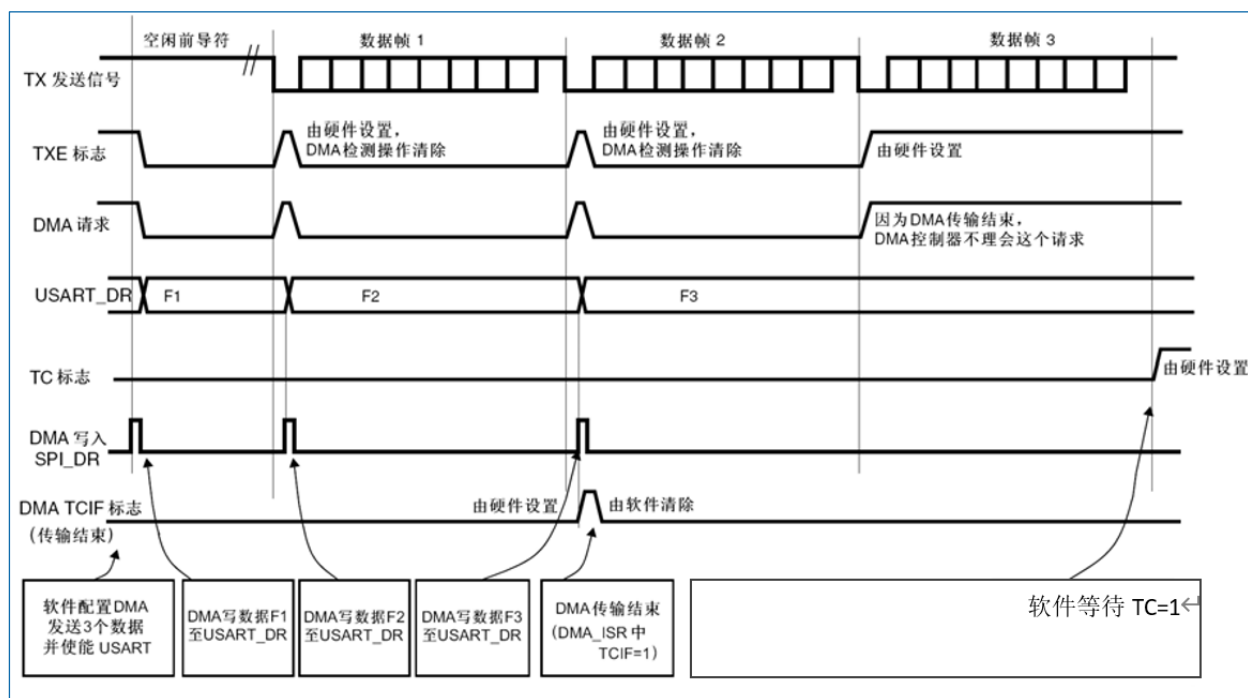 空闲前导符
数据帧 1
数据帧 2
数据帧 3
TX 发送信号
由硬件设置，
DMA检测操作清除
由硬件设置，
DMA检测操作清除
TXE 标志
由硬件设置
DMA 请求
因为DMA传输结束，
DMA控制器不理会这个请求
USART_DR
F1
F2
F3
TC 标志
由硬件设置
DMA 写入
SPI_DR
DMA TCIF 标志
(传输结束)
由硬件设置
由软件清除
软件配置DMA
发送3个数据
并使能 USART
DMA写数据F1
至USART_DR
DMA写数据F2
至USART_DR
DMA写数据F3
至USART_DR
DMA传输结束
(DMA_ISR 中
TCIF=1)
软件等待 TC=1↵